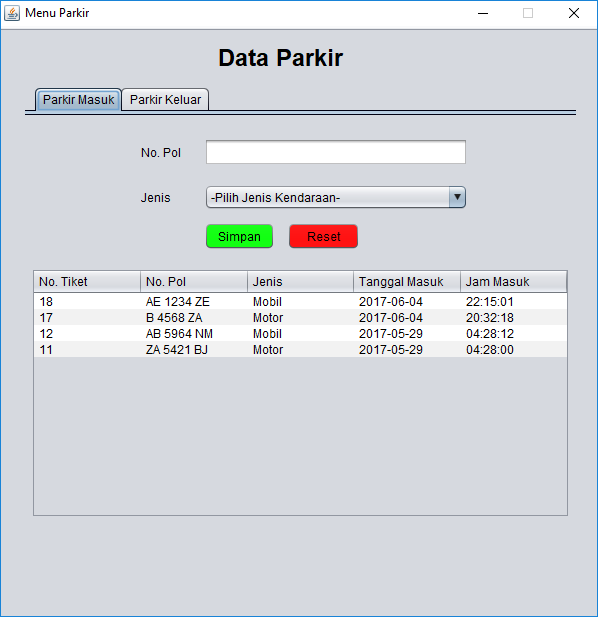 Menu Parkir
Data Parkir
Parkir Masuk Parkir Keluar
No. Pol
Jenis -Pilih Jenis Kendaraan-
Simpan Reset
No. Tiket No. Pol Jenis Tanggal Masuk Jam Masuk
18 AE 1234 ZE Mobil 2017-06-04 22:15:01
17 B 4568 ZA Motor 2017-06-04 20:32:18
12 AB 5964 NM Mobil 2017-05-29 04:28:12
11 ZA 5421 BJ Motor 2017-05-29 04:28:00